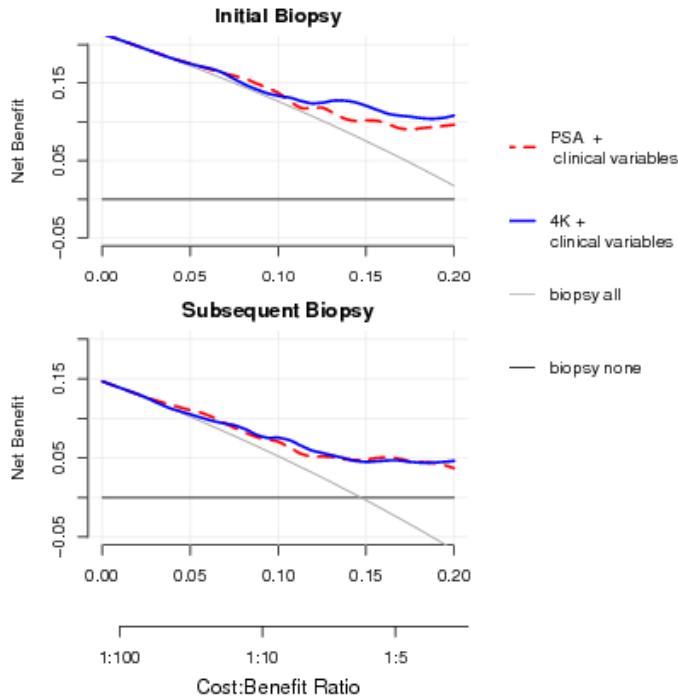 Initial Biopsy
Net Benefit
0.15
0.05
−0.05
0.00 0.05 0.10 0.15 0.20
PSA +
clinical variables
4K +
clinical variables
biopsy all
biopsy none
Subsequent Biopsy
Net Benefit
0.15
0.05
−0.05
0.00 0.05 0.10 0.15 0.20
1:100 1:10 1:5
Cost:Benefit Ratio